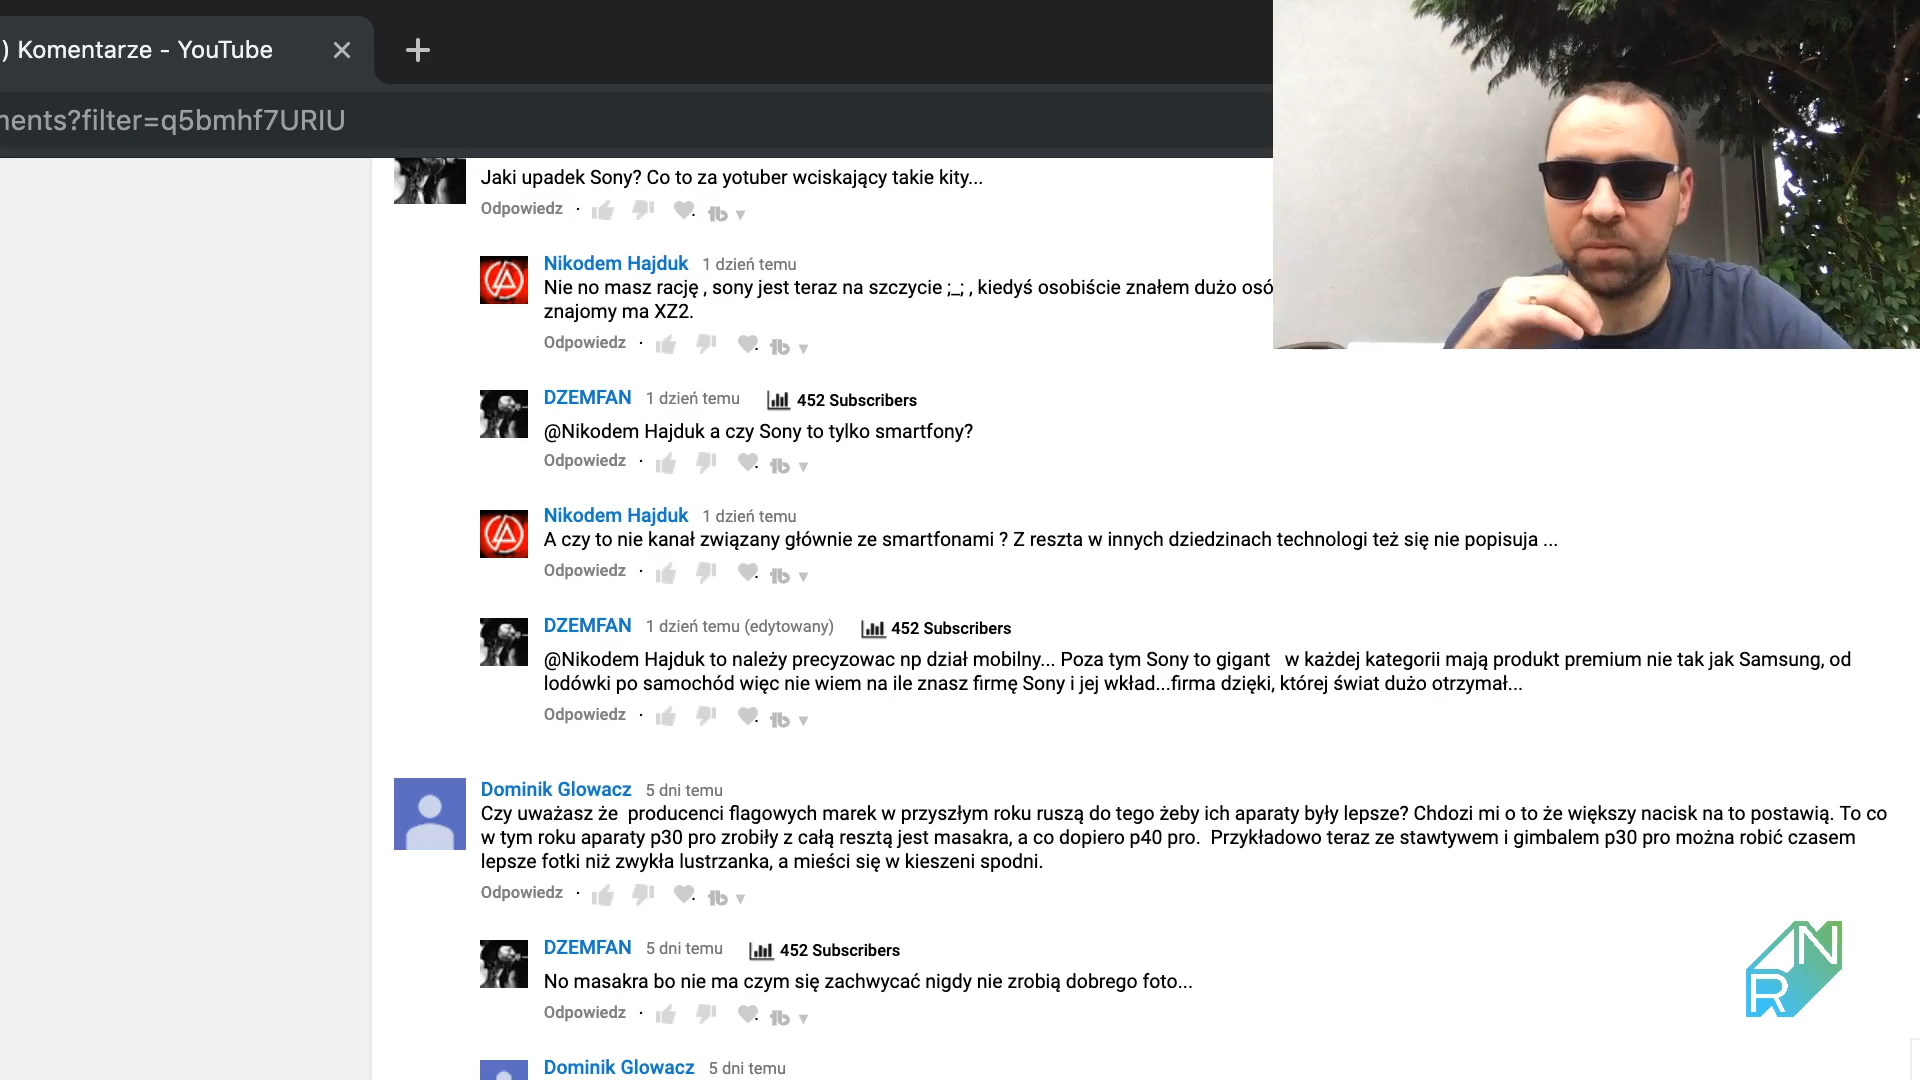 ) Komentarze - YouTube
ments?filter=q5bmhf7URIU
Jaki upadek Sony? Co to za yotuber wciskający takie kity...
Odpowiedz
Nikodem Hajduk 1 dzień temu
Nie no masz rację , sony jest teraz na szczycie ;_; , kiedyś osobiście znałem dużo osó
znajomy ma XZ2.
Odpowiedz
DZEMFAN 1 dzień temu 452 Subscribers
@Nikodem Hajduk a czy Sony to tylko smartfony?
Odpowiedz
Nikodem Hajduk 1 dzień temu
A czy to nie kanał związany głównie ze smartfonami ? Z reszta w innych dziedzinach technologi też się nie popisuja ...
Odpowiedz
DZEMFAN 1 dzień temu (edytowany) 452 Subscribers
@Nikodem Hajduk to należy precyzowac np dział mobilny... Poza tym Sony to gigant w każdej kategorii mają produkt premium nie tak jak Samsung, od
lodówki po samochód więc nie wiem na ile znasz firmę Sony i jej wkład...firma dzięki, której świat dużo otrzymał...
Odpowiedz
Dominik Glowacz 5 dni temu
Czy uważasz że producenci flagowych marek w przyszłym roku ruszą do tego żeby ich aparaty były lepsze? Chdozi mi o to że większy nacisk na to postawią. To co
w tym roku aparaty p30 pro zrobiły z całą resztą jest masakra, a co dopiero p40 pro. Przykładowo teraz ze stawtywem i gimbalem p30 pro można robić czasem
lepsze fotki niż zwykła lustrzanka, a mieści się w kieszeni spodni.
Odpowiedz
DZEMFAN 5 dni temu 452 Subscribers
No masakra bo nie ma czym się zachwycać nigdy nie zrobią dobrego foto...
Odpowiedz
Dominik Glowacz 5 dni temu
RN